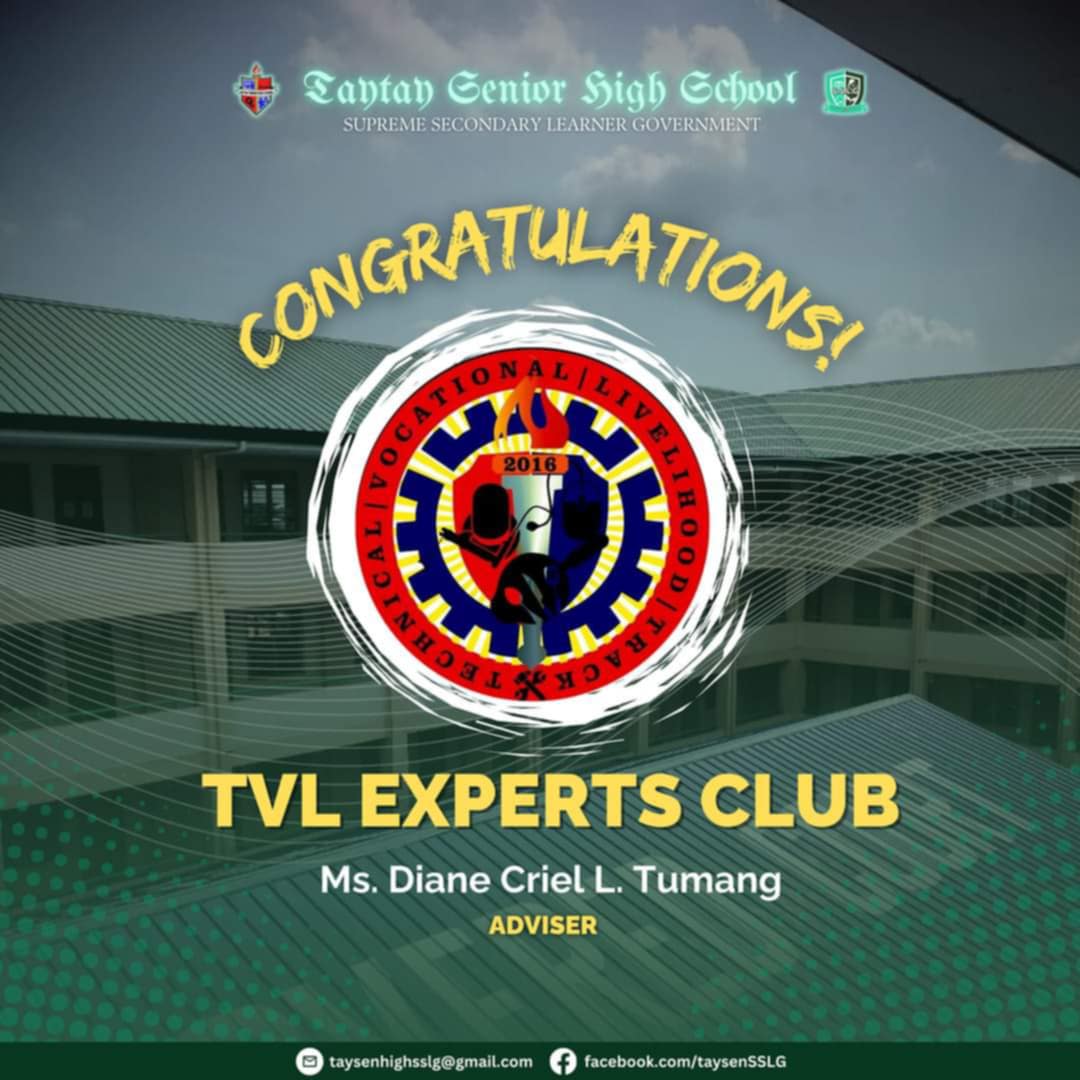 Taytay Senior High School
SUPREME SECONDARY LEARNER GOVERNMENT
CONGRATULATIONS!
TECHNICAL | VOCATIONAL | LIVELIHOOD | TRACK
2016
TVL EXPERTS CLUB
Ms. Diane Criel L. Tumang
ADVISER
taysenhighsslg@gmail.com facebook.com/taysenSSLG